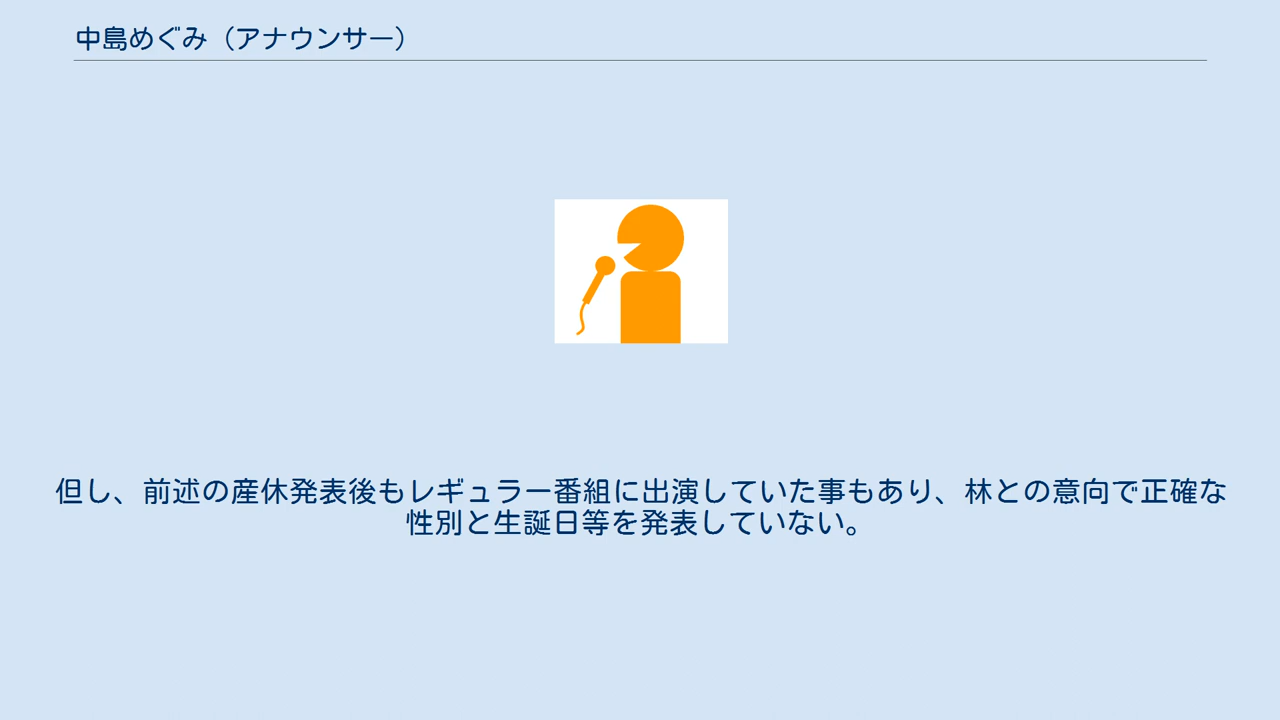 中島めぐみ（アナウンサー）
但し、前述の産休発表後もレギュラー番組に出演していた事もあり、林との意向で正確な
性別と生誕日等を発表していない。